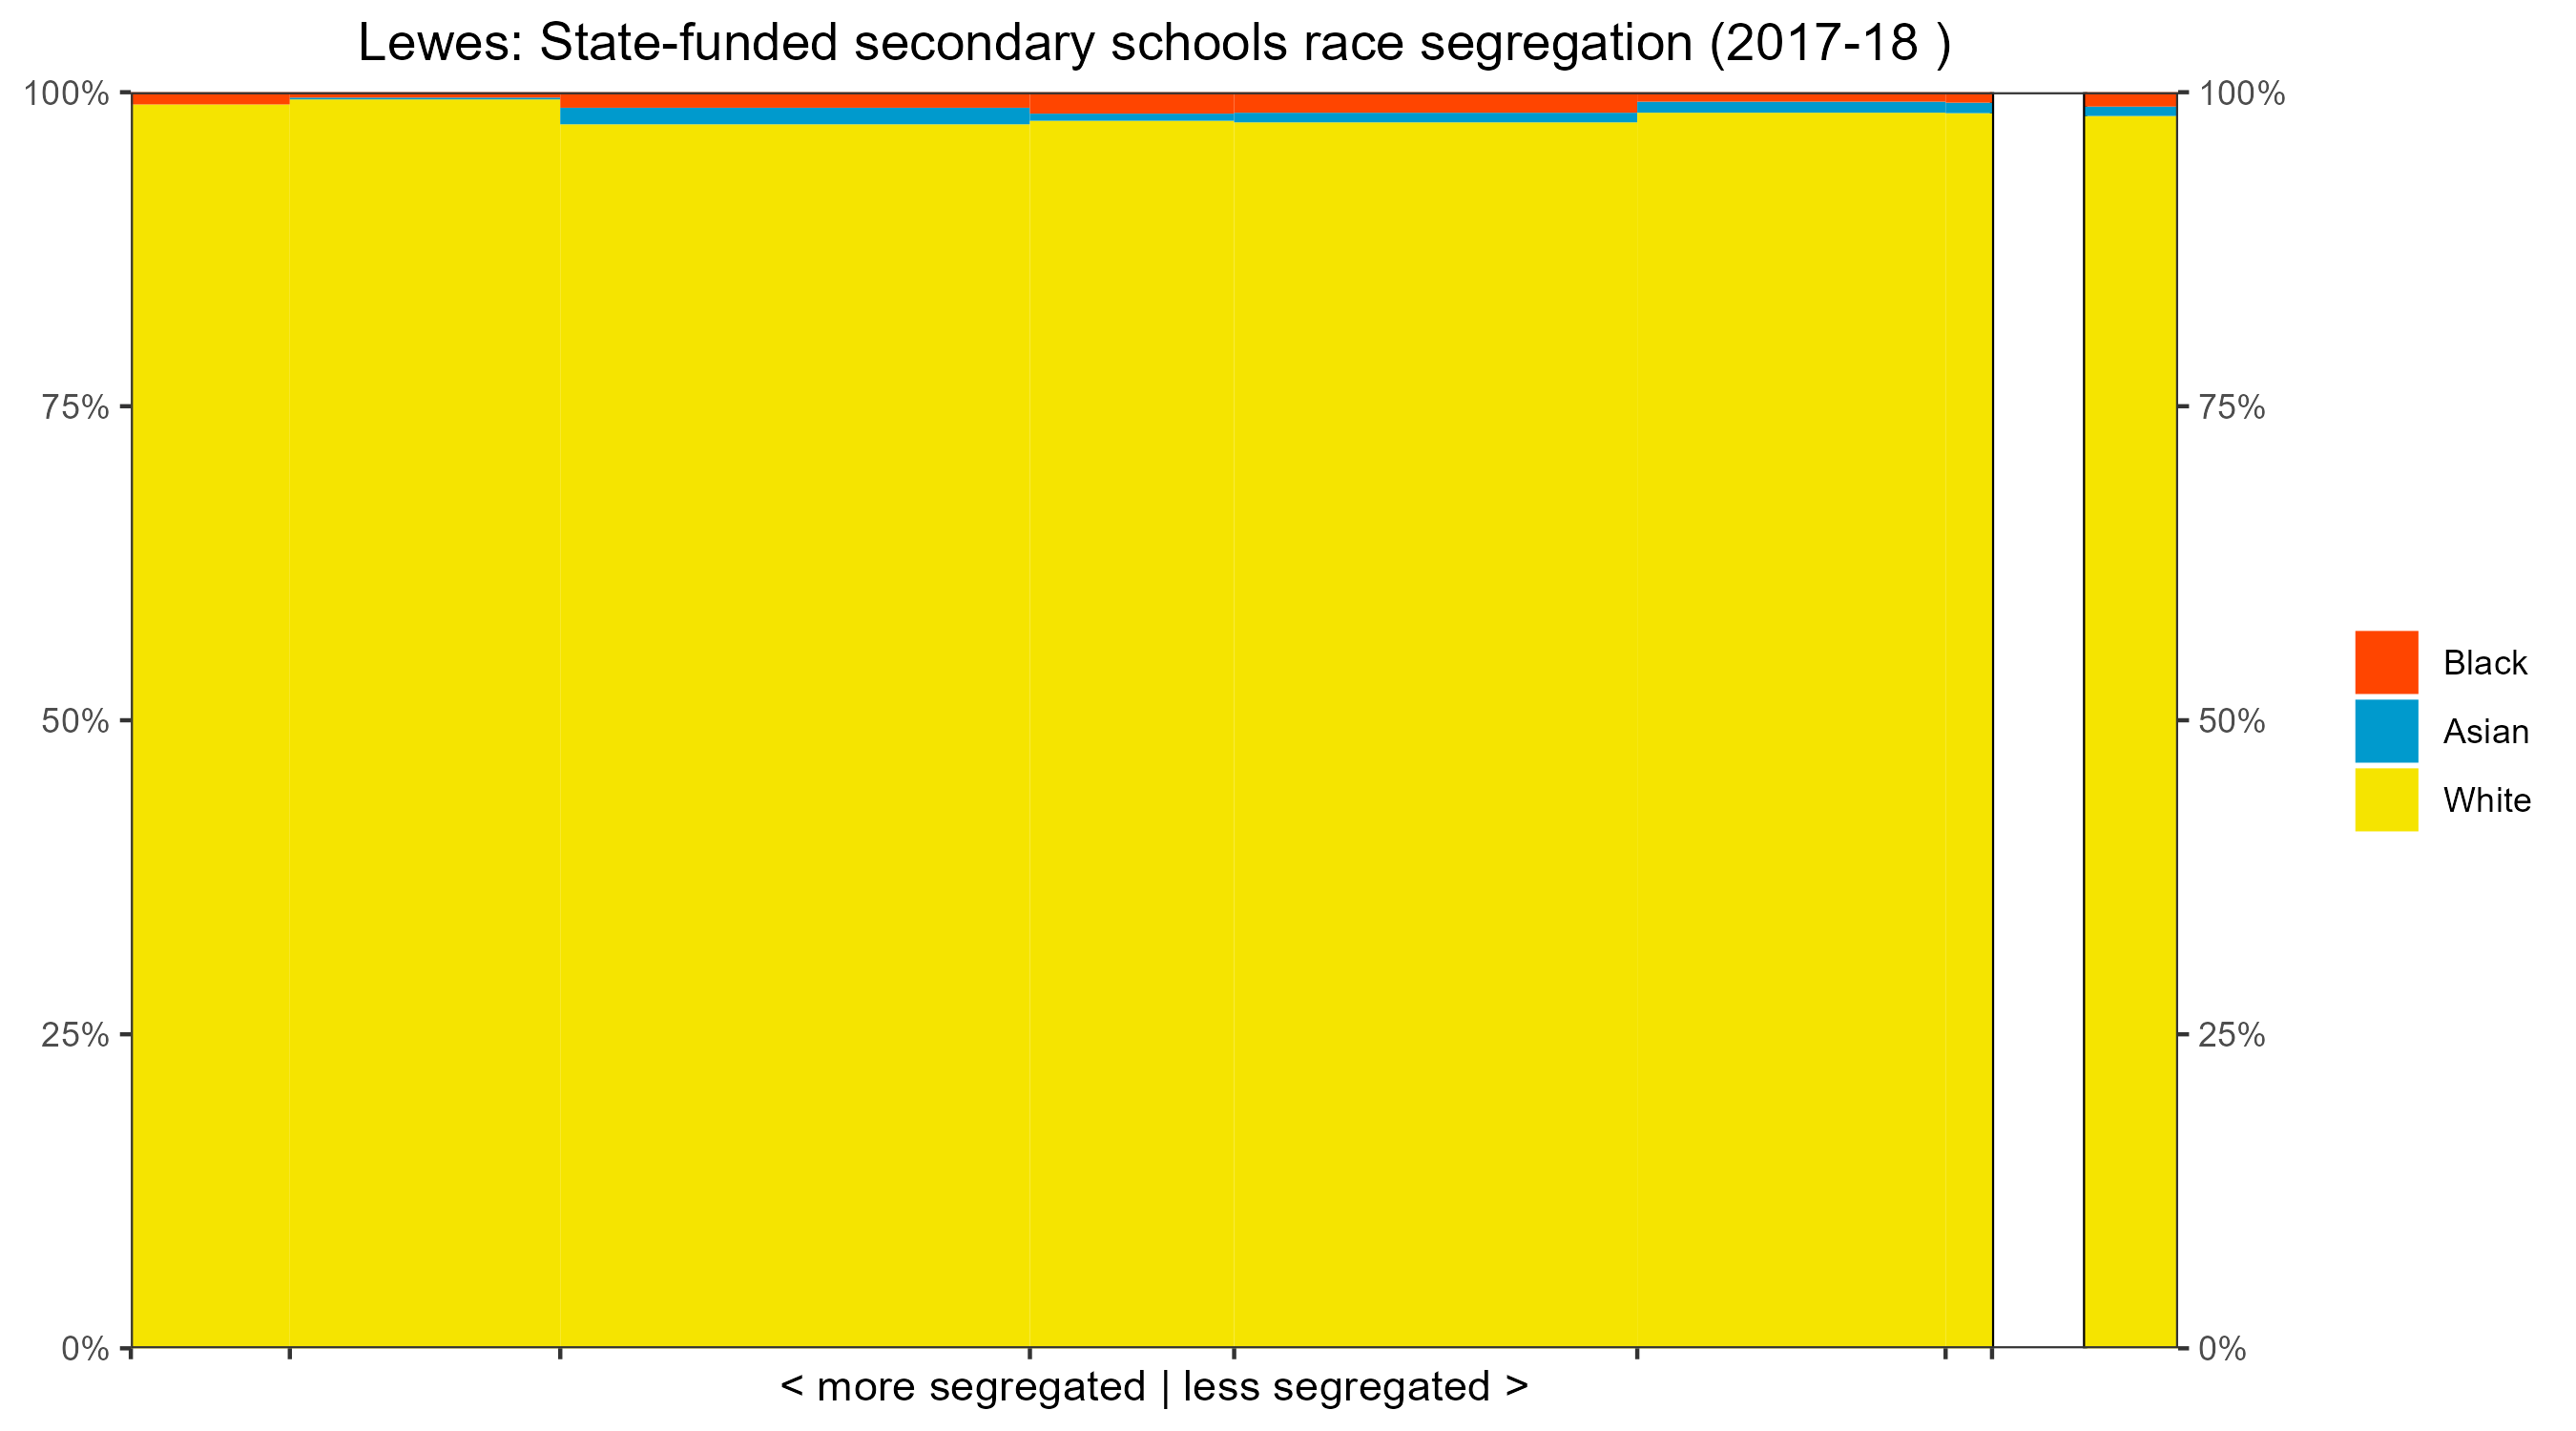 Lewes: State-funded secondary schools race segregation (2017-18 )
100%
75%
50%
25%
0%
100%
75%
50%
25%
0%
< more segregated | less segregated >
Black
Asian
White